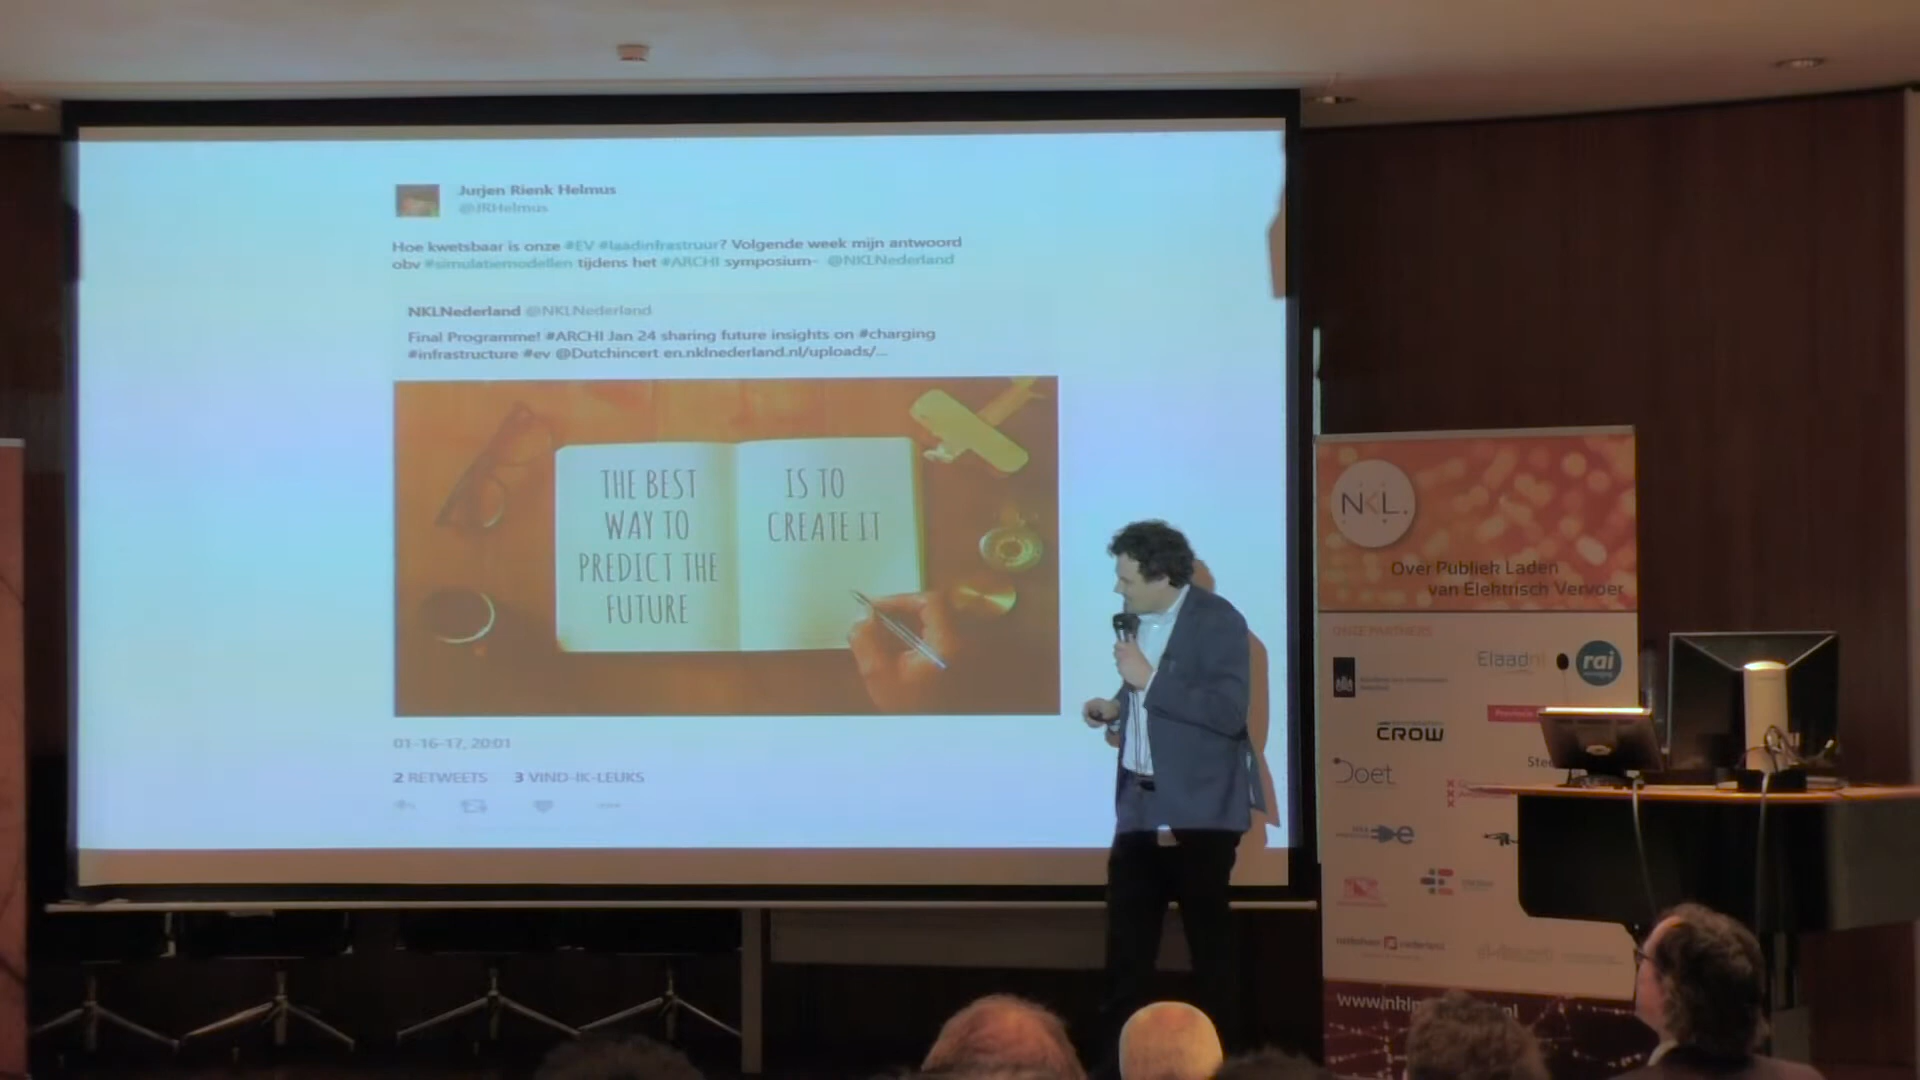 Jurjen Rienk Helmus
@JRHelmus
Hoe kwetsbaar is onze #EV #laadinfrastruur? Volgende week mijn antwoord
obv #simulatiemodellen tijdens het #ARCHI symposium- @NKLNederland
NKLNederland @NKLNederland
Final Programme! #ARCHI Jan 24 sharing future insights on #charging
#infrastructure #ev @Dutchincert en.nklnederland.nl/uploads/...
THE BEST
WAY TO
PREDICT THE
FUTURE
IS TO
CREATE IT
01-16-17, 20:01
2 RETWEETS 3 VIND-IK-LEUKS
NKL.
Over Publiek Laden
van Elektrisch Vervoer
ONZE PARTNERS
Elaadnl
rai
CROW
Doet